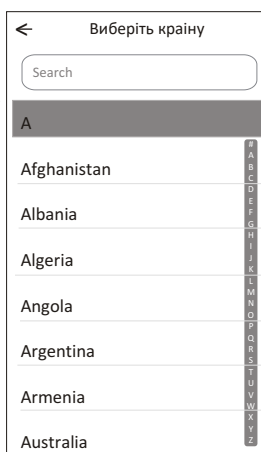 Виберіть країну
Search
A
Afghanistan
Albania
Algeria
Angola
Argentina
Armenia
Australia
#
A
B
C
D
E
F
G
H
I
J
K
L
M
N
O
P
Q
R
S
T
U
V
W
X
Y
Z